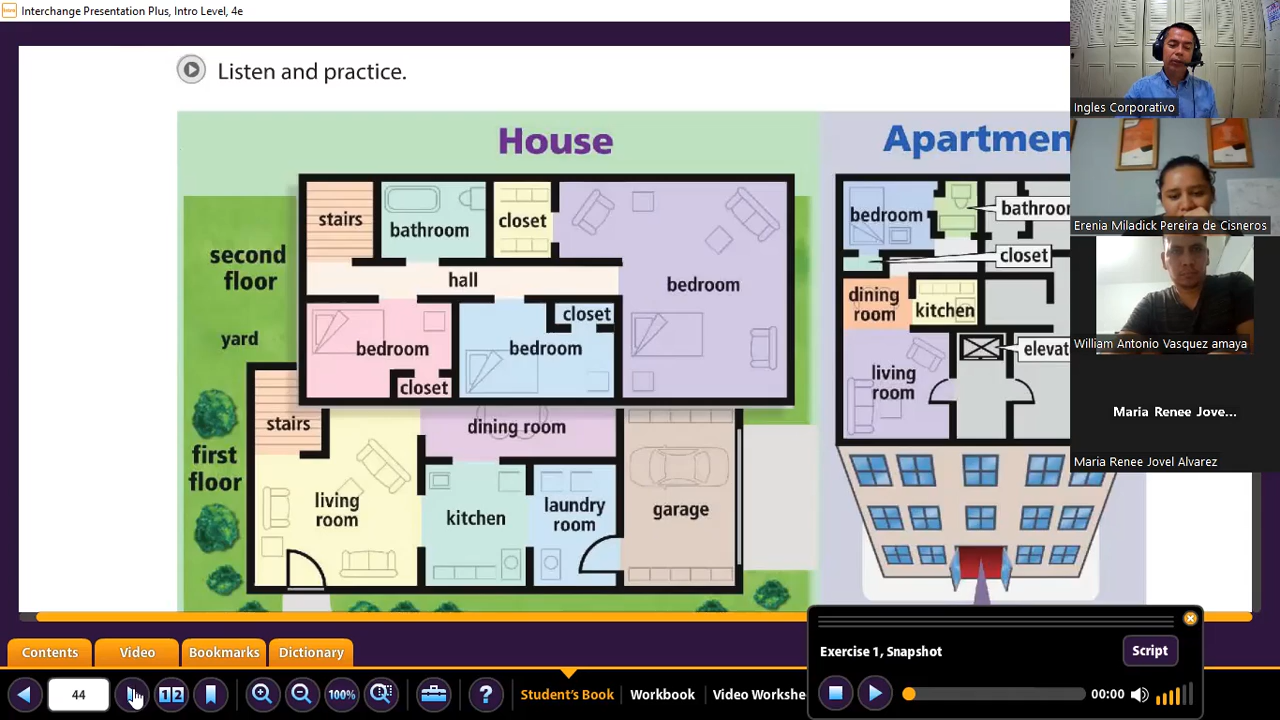 Interchange Presentation Plus, Intro Level, 4e
Listen and practice.
House
Apartmen
stairs
bathroom
closet
second
floor
hall
bedroom
yard
bedroom
closet
bedroom
closet
stairs
dining room
first
floor
living
room
kitchen
laundry
room
garage
bedroom
bathroo
closet
dining
room
kitchen
elevat
living
room
Ingles Corporativo
Erenia Miladick Pereira de Cisneros
William Antonio Vasquez amaya
Maria Renee Jove...
Maria Renee Jovel Alvarez
Exercise 1, Snapshot
Script
00:00
Contents
Video
Bookmarks
Dictionary
44
1 2
100%
?
Student's Book
Workbook
Video Workshe